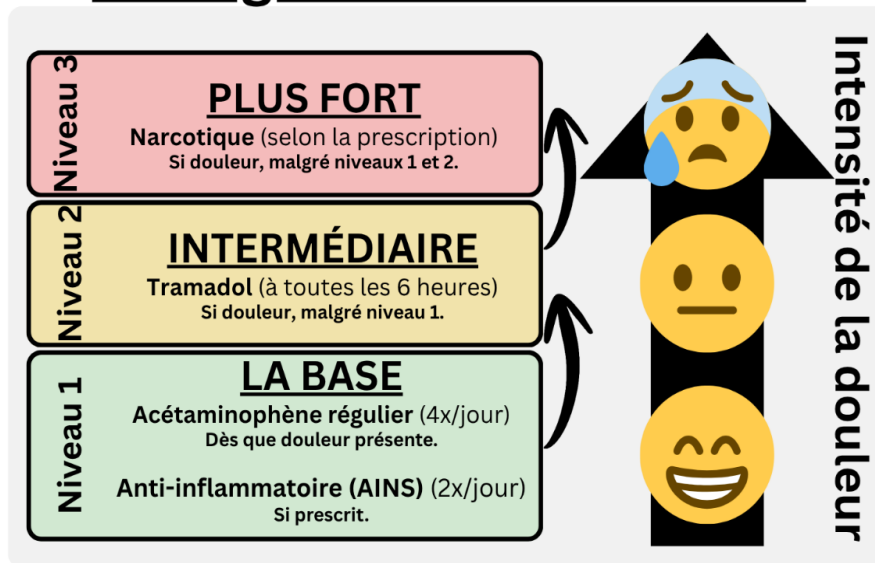 Niveau 3
PLUS FORT
Narcotique (selon la prescription)
Si douleur, malgré niveaux 1 et 2.
Niveau 2
INTERMÉDIAIRE
Tramadol (à toutes les 6 heures)
Si douleur, malgré niveau 1.
Niveau 1
LA BASE
Acétaminophène régulier (4x/jour)
Dès que douleur présente.
Anti-inflammatoire (AINS) (2x/jour)
Si prescrit.
Intensité de la douleur